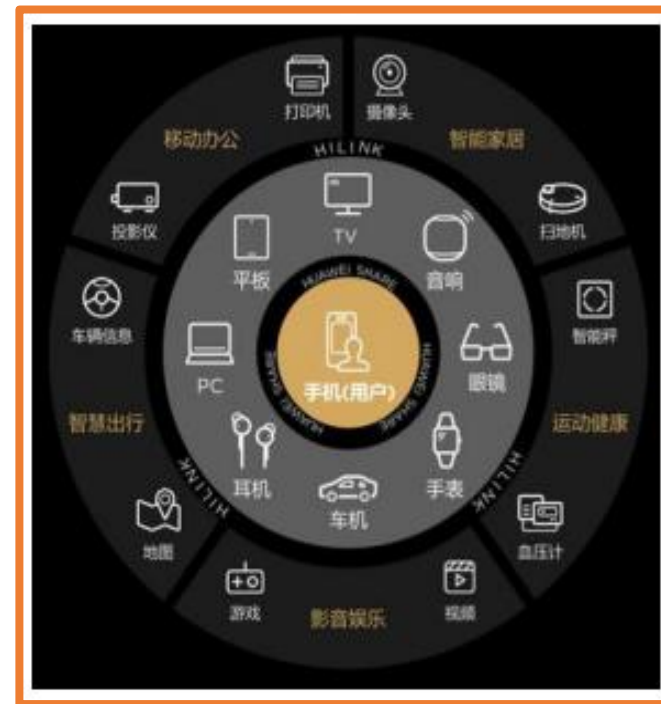 打印机
摄像头
移动办公
智能家居
HILINK
投影仪
扫地机
TV
平板
音响
HUAWEI SHARE
车辆信息
智能秤
PC
手机(用户)
眼镜
HUAWEI SHARE
HUAWEI SHARE
智慧出行
运动健康
耳机
手表
HILINK
HILINK
车机
地图
血压计
游戏
影音娱乐
视频